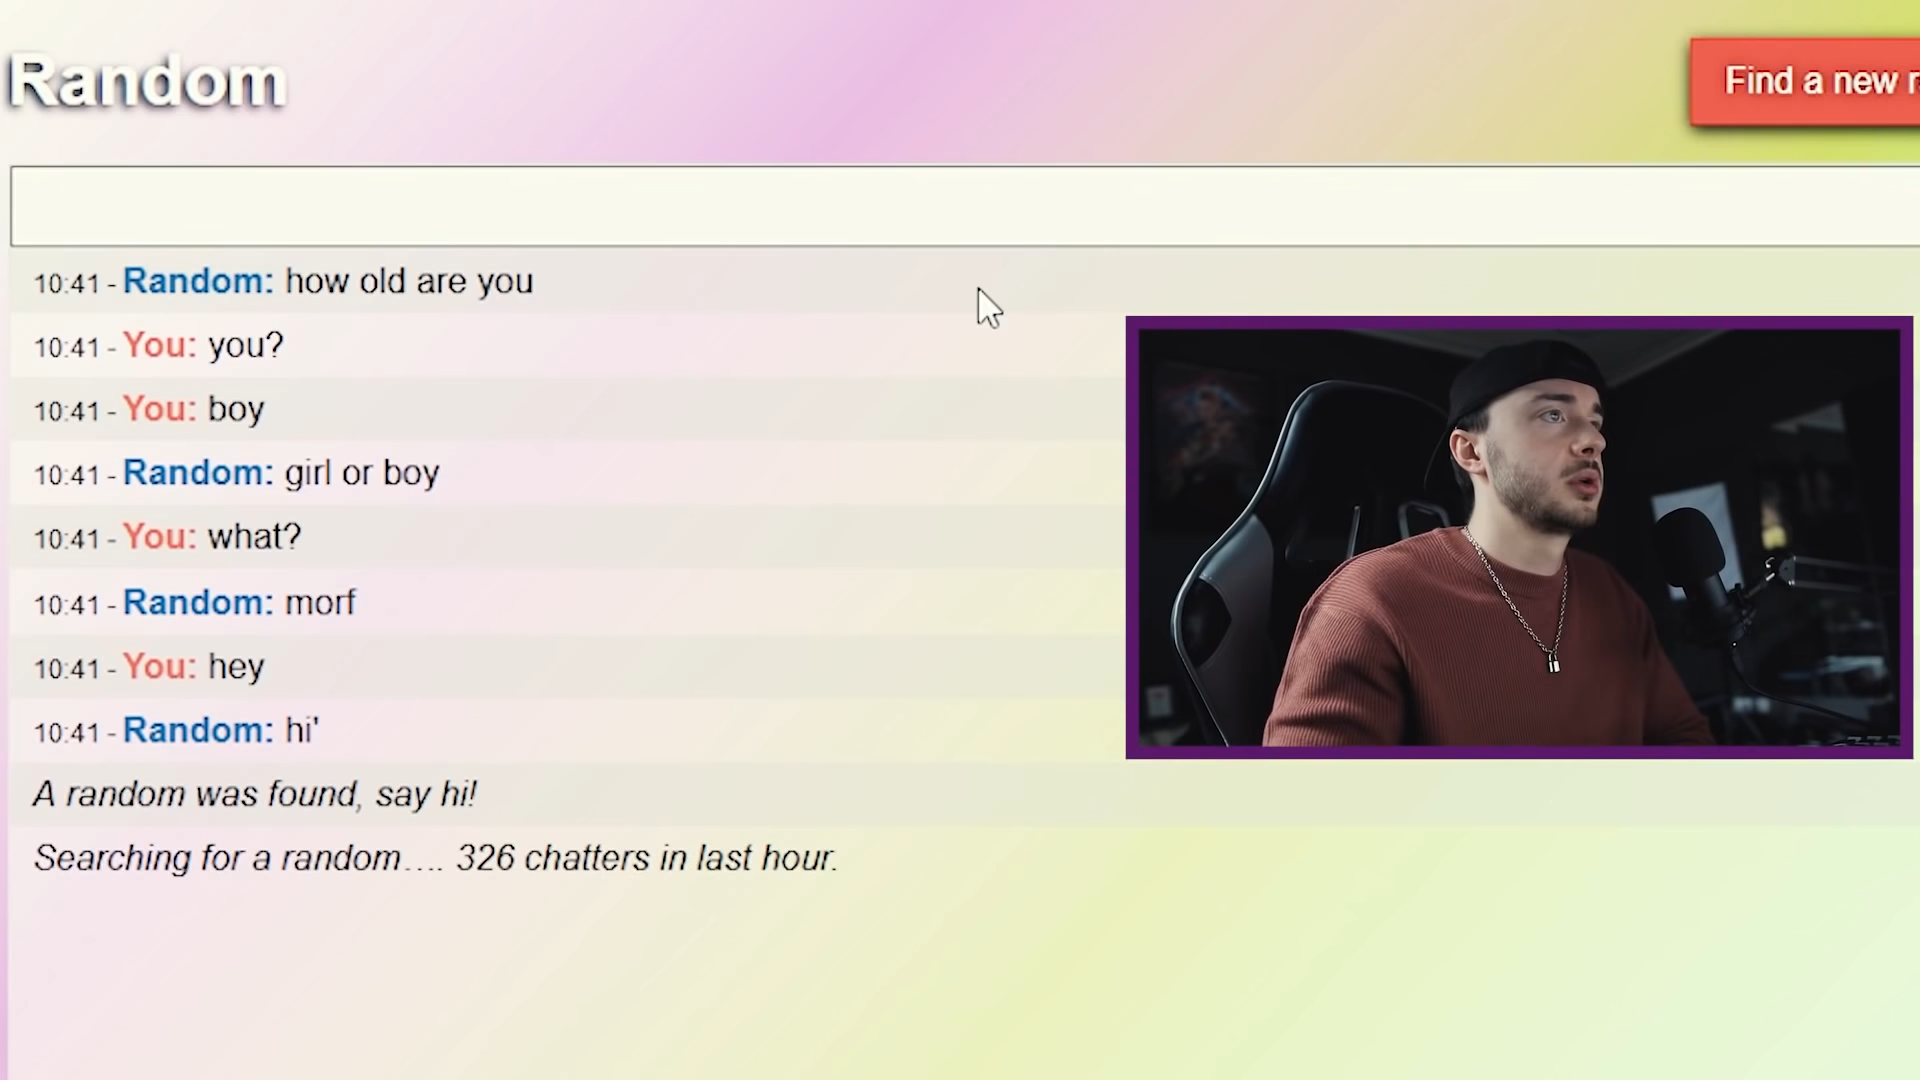 Random
Find a new
10:41 - Random: how old are you
10:41 - You: you?
10:41 - You: boy
10:41 - Random: girl or boy
10:41 - You: what?
10:41 - Random: morf
10:41 - You: hey
10:41 - Random: hi'
A random was found, say hi!
Searching for a random.... 326 chatters in last hour.